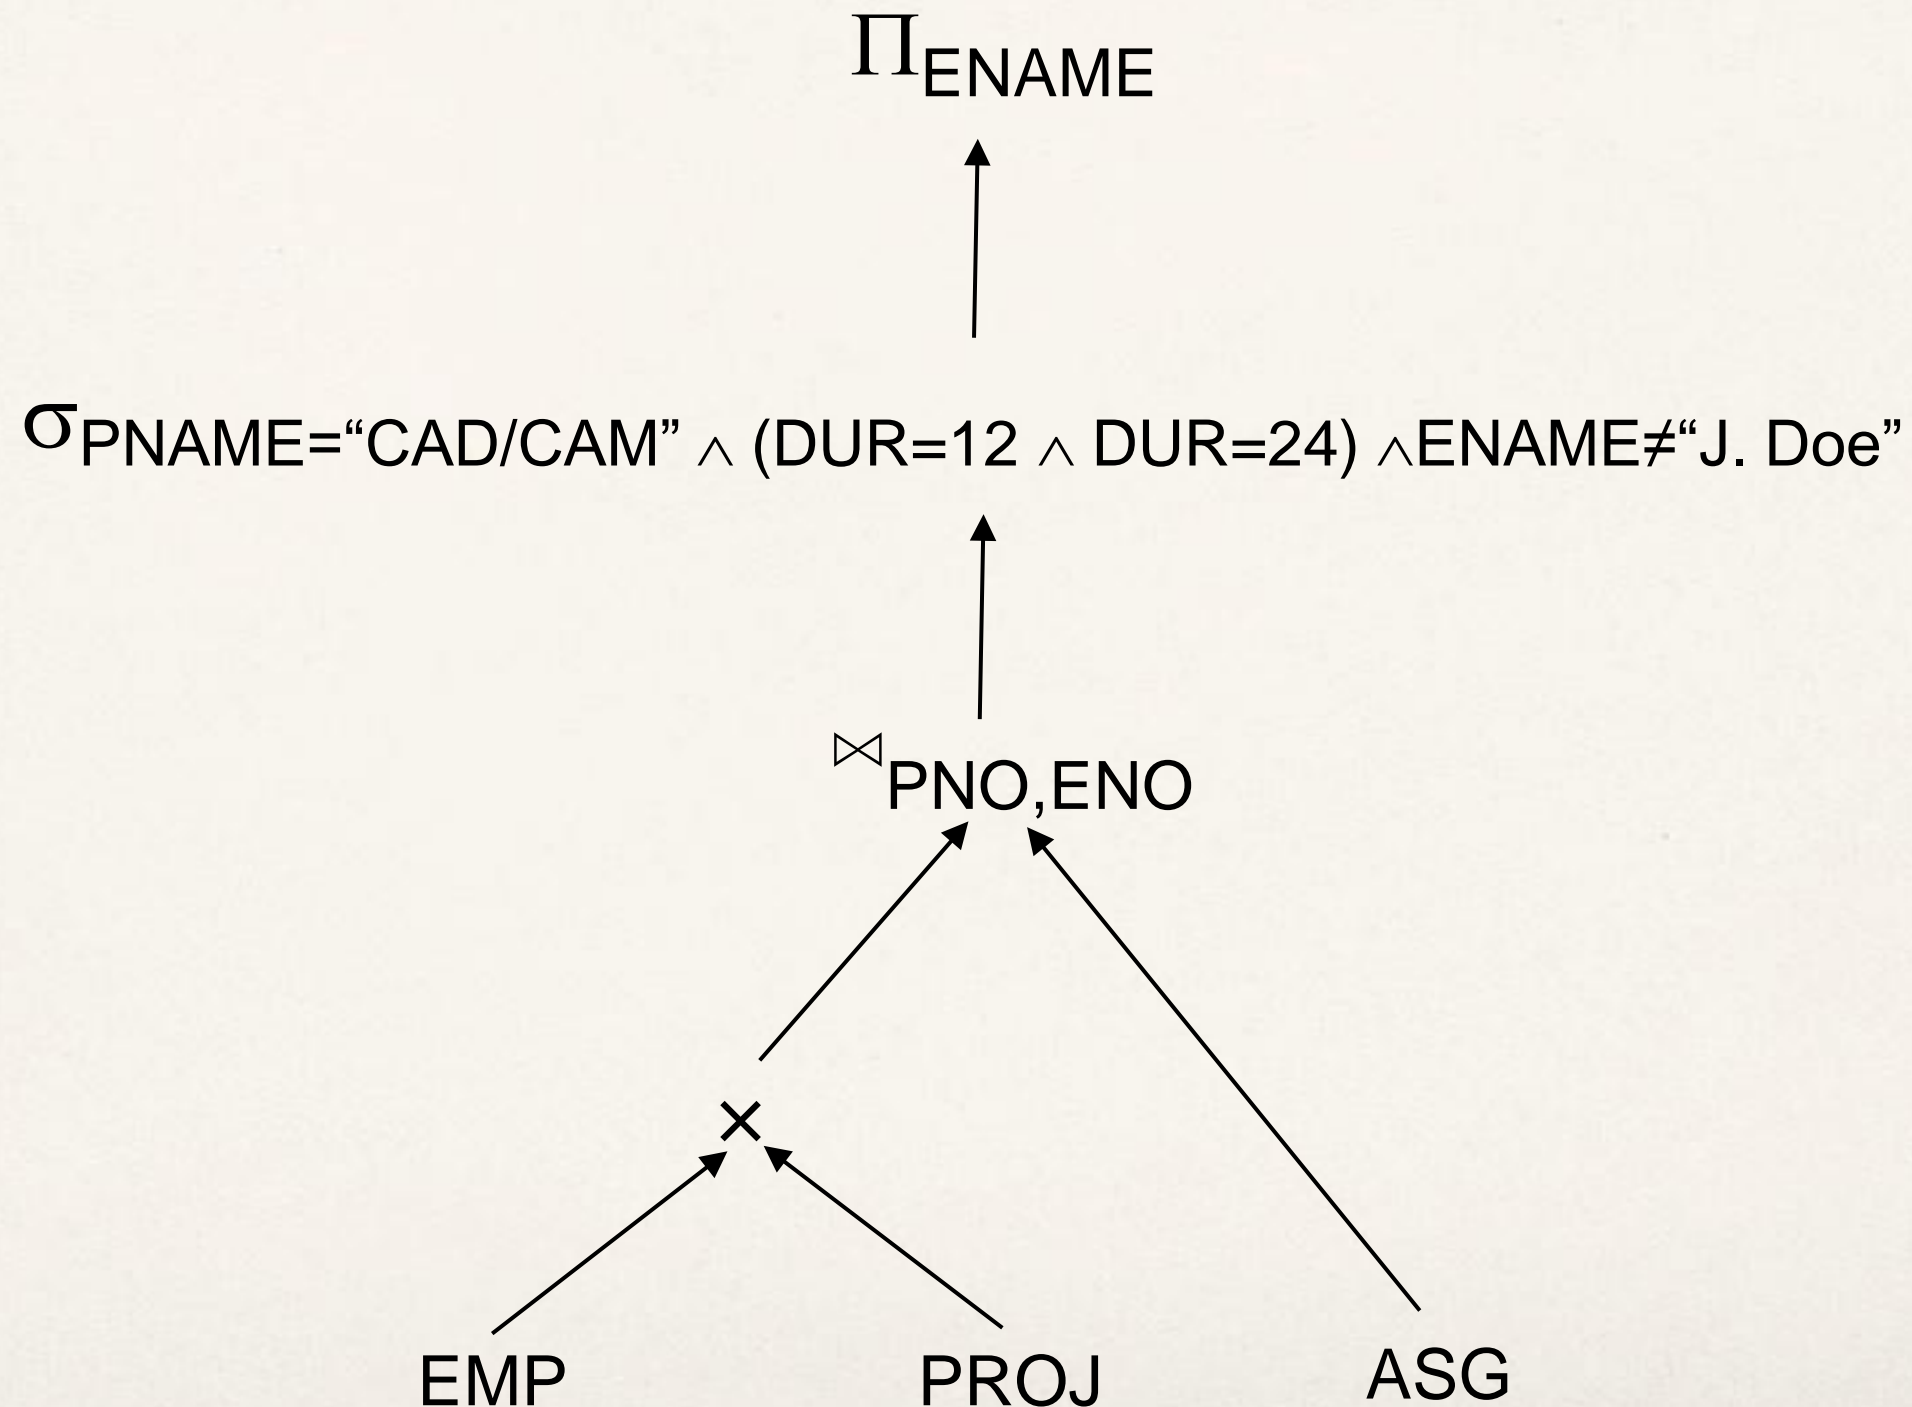 ΠENAME
σPNAME=“CAD/CAM” ∧ (DUR=12 ∧ DUR=24) ∧ENAME≠“J. Doe”
⋈PNO,ENO
×
EMP PROJ ASG